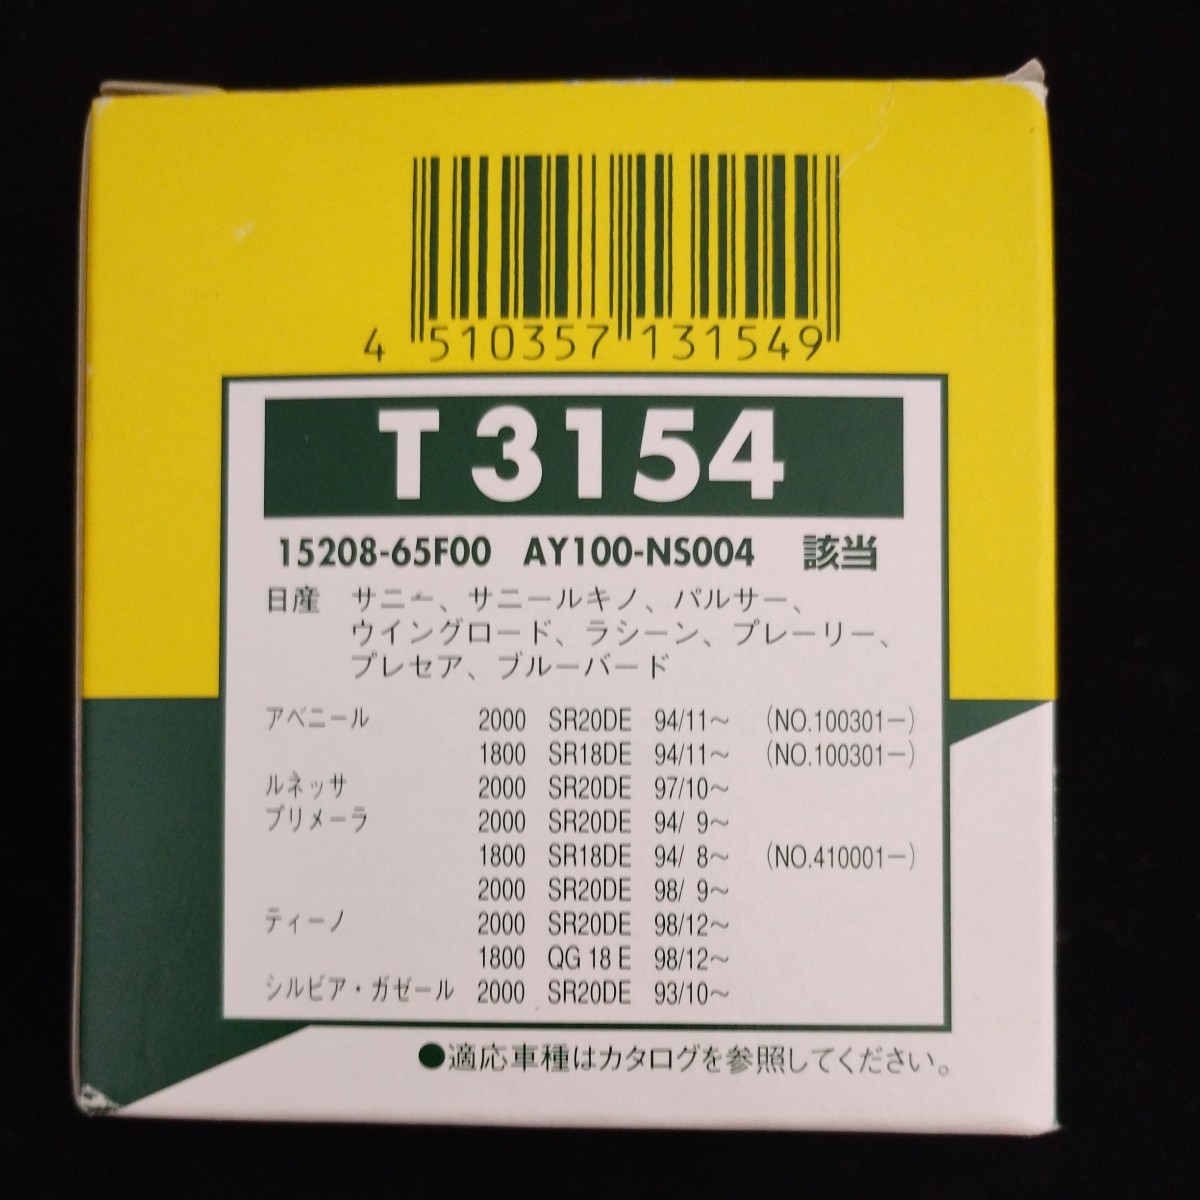 4 510357 131549
T 3154
15208-65F00 AY100-NS004 該当
日産 サニー、サニールキノ、パルサー、
ウイングロード、ラシーン、プレーリー、
プレセア、ブルーバード
アベニール 2000 SR20DE 94/11～ (NO.100301－)
1800 SR18DE 94/11～ (NO.100301－)
ルネッサ 2000 SR20DE 97/10～
プリメーラ 2000 SR20DE 94/ 9～
1800 SR18DE 94/ 8～ (NO.410001－)
2000 SR20DE 98/ 9～
ティーノ 2000 SR20DE 98/12～
1800 QG 18 E 98/12～
シルビア・ガゼール 2000 SR20DE 93/10～
●適応車種はカタログを参照してください。